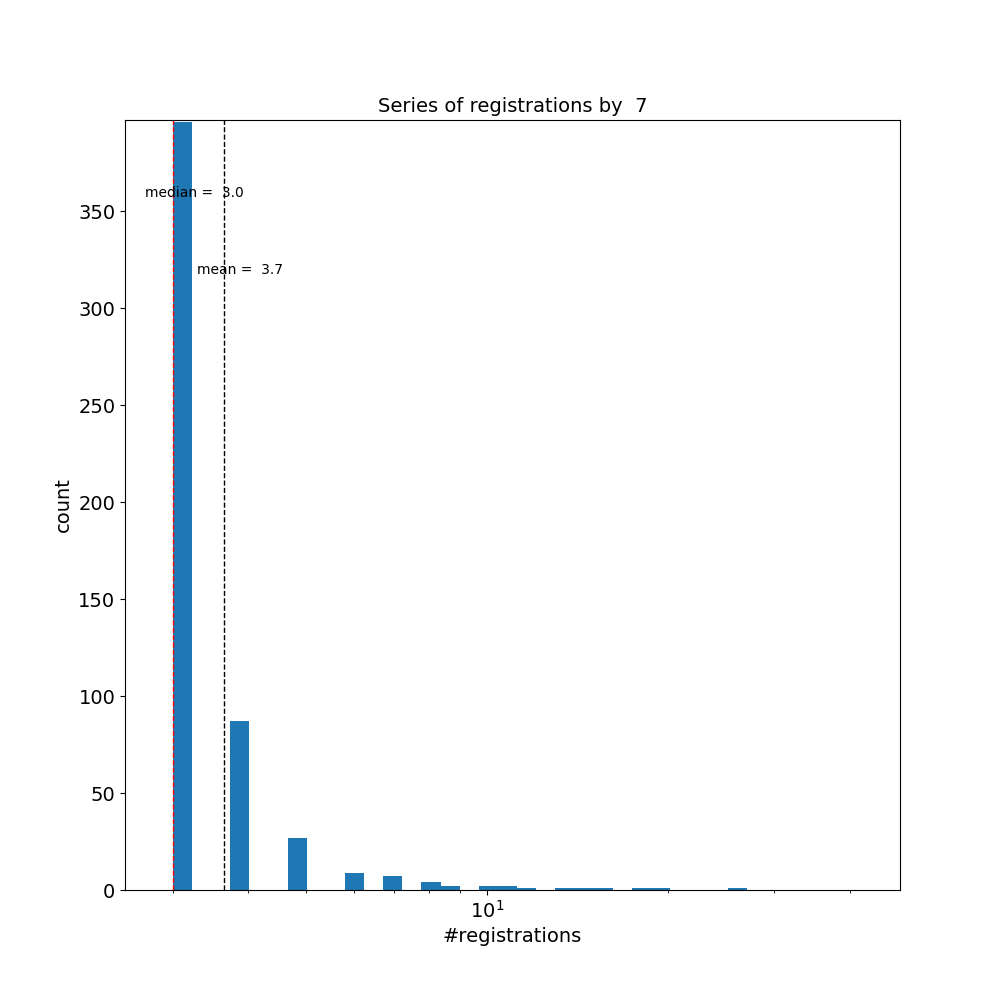 Series of registrations by  7
median =  3.0
mean =  3.7
350
300
250
200
150
100
50
0
count
10¹
#registrations